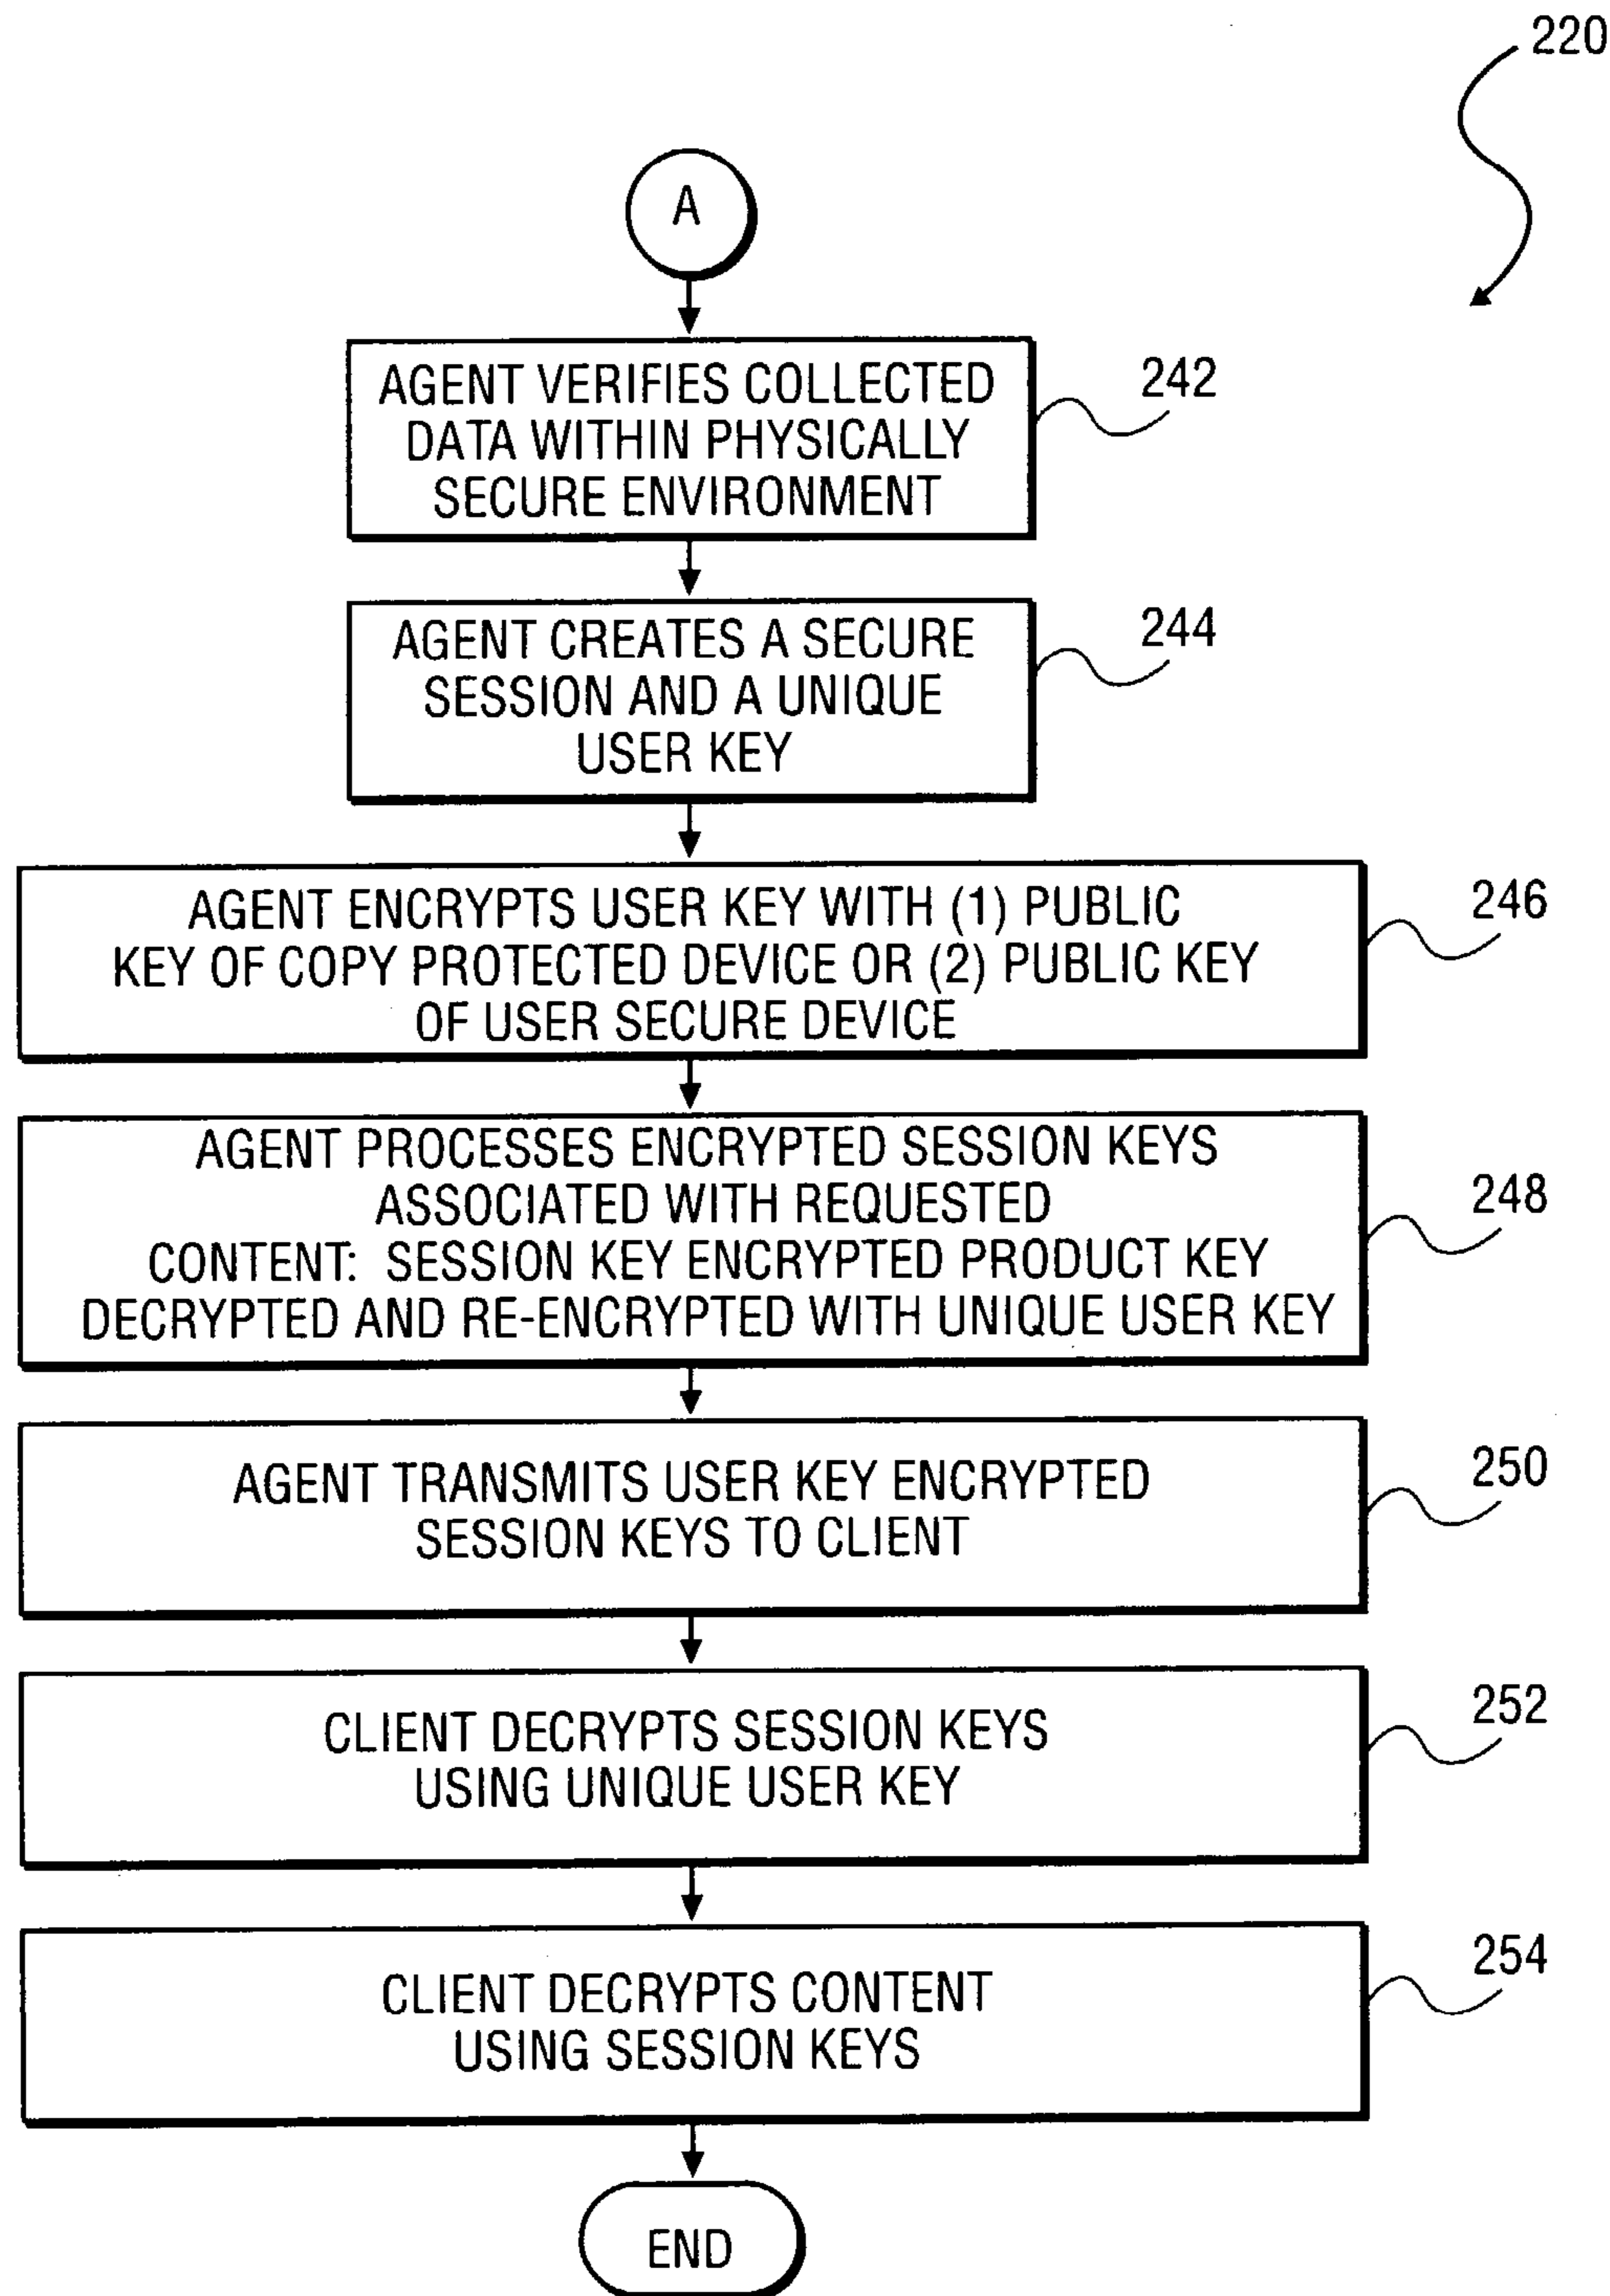 220
A
AGENT VERIFIES COLLECTED
DATA WITHIN PHYSICALLY
SECURE ENVIRONMENT
242
AGENT CREATES A SECURE
SESSION AND A UNIQUE
USER KEY
244
AGENT ENCRYPTS USER KEY WITH (1) PUBLIC
KEY OF COPY PROTECTED DEVICE OR (2) PUBLIC KEY
OF USER SECURE DEVICE
246
AGENT PROCESSES ENCRYPTED SESSION KEYS
ASSOCIATED WITH REQUESTED
CONTENT: SESSION KEY ENCRYPTED PRODUCT KEY
DECRYPTED AND RE-ENCRYPTED WITH UNIQUE USER KEY
248
AGENT TRANSMITS USER KEY ENCRYPTED
SESSION KEYS TO CLIENT
250
CLIENT DECRYPTS SESSION KEYS
USING UNIQUE USER KEY
252
CLIENT DECRYPTS CONTENT
USING SESSION KEYS
254
END